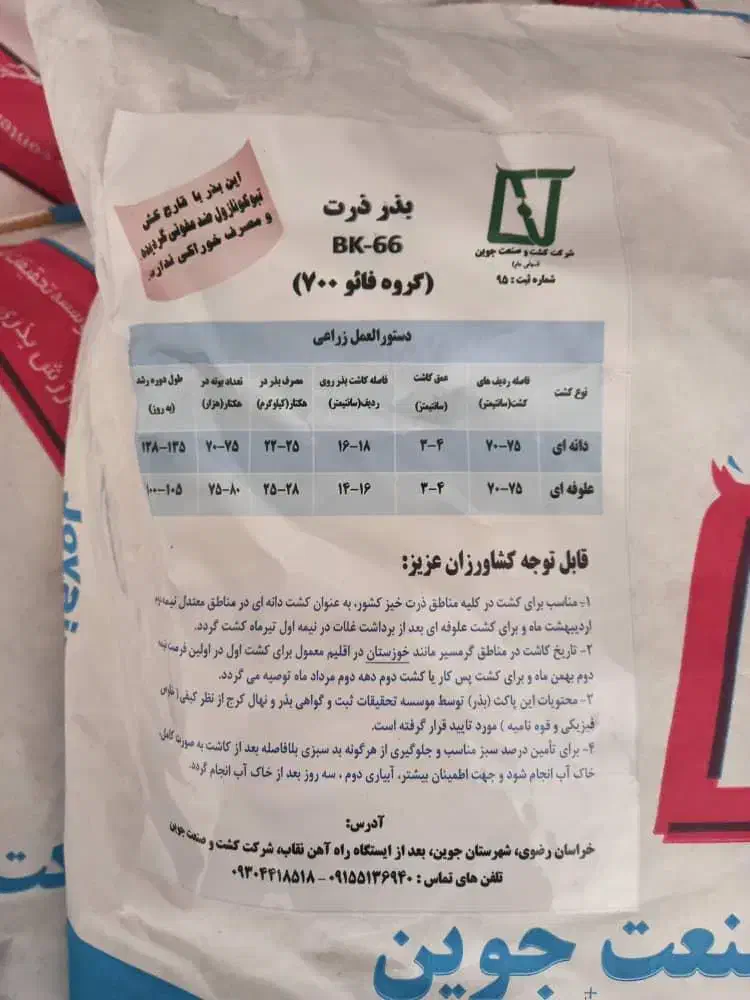 این بذر با قارچ کش
تبوکونازول ضد عفونی گردیده
و مصرف خوراکی ندارد.
بذر ذرت
BK-66
(گروه فائو ۷۰۰)
شرکت کشت و صنعت جوین
(سهامی عام)
شماره ثبت : ۹۵
دستورالعمل زراعی
نوع کشت | فاصله ردیف های کشت(سانتیمتر) | عمق کاشت (سانتیمتر) | فاصله کاشت بذر روی ردیف(سانتیمتر) | مصرف بذر در هکتار(کیلوگرم) | تعداد بوته در هکتار(هزار) | طول دوره رشد (به روز)
دانه ای | ۷۰-۷۵ | ۳-۴ | ۱۶-۱۸ | ۲۲-۲۵ | ۷۰-۷۵ | ۱۲۸-۱۳۵
علوفه ای | ۷۰-۷۵ | ۳-۴ | ۱۴-۱۶ | ۲۵-۲۸ | ۷۵-۸۰ | ۱۰۰-۱۰۵
قابل توجه کشاورزان عزیز:
۱- مناسب برای کشت در کلیه مناطق ذرت خیز کشور، به عنوان کشت دانه ای در مناطق معتدل نیمه دوم
اردیبهشت ماه و برای کشت علوفه ای بعد از برداشت غلات در نیمه اول تیرماه کشت گردد.
۲- تاریخ کاشت در مناطق گرمسیر مانند خوزستان در اقلیم معمول برای کشت اول در اولین فرصت نیمه
دوم بهمن ماه و برای کشت پس کار یا کشت دوم دهه دوم مرداد ماه توصیه می گردد.
۳- محتویات این پاکت (بذر) توسط موسسه تحقیقات ثبت و گواهی بذر و نهال کرج از نظر کیفی ( خلوص
فیزیکی و قوه نامیه ) مورد تایید قرار گرفته است.
۴- برای تأمین درصد سبز مناسب و جلوگیری از هرگونه بد سبزی بلافاصله بعد از کاشت به صورت کامل،
خاک آب انجام شود و جهت اطمینان بیشتر، آبیاری دوم ، سه روز بعد از خاک آب انجام گردد.
آدرس:
خراسان رضوی، شهرستان جوین، بعد از ایستگاه راه آهن نقاب، شرکت کشت و صنعت جوین
تلفن های تماس : ۰۹۱۵۵۱۳۶۹۴۰ - ۰۹۳۰۴۴۱۸۵۱۸
نعت جوین